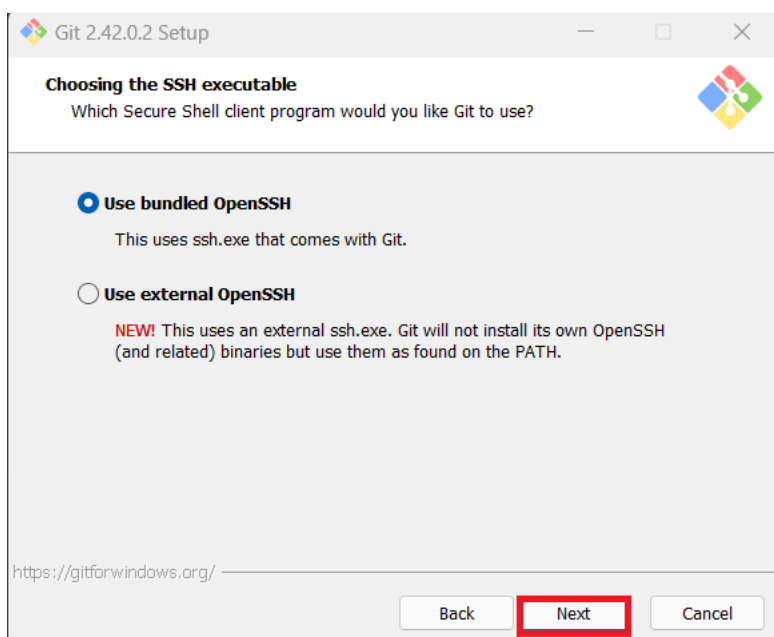 Git 2.42.0.2 Setup
Choosing the SSH executable
Which Secure Shell client program would you like Git to use?
Use bundled OpenSSH
This uses ssh.exe that comes with Git.
Use external OpenSSH
NEW! This uses an external ssh.exe. Git will not install its own OpenSSH
(and related) binaries but use them as found on the PATH.
https://gitforwindows.org/
Back Next Cancel